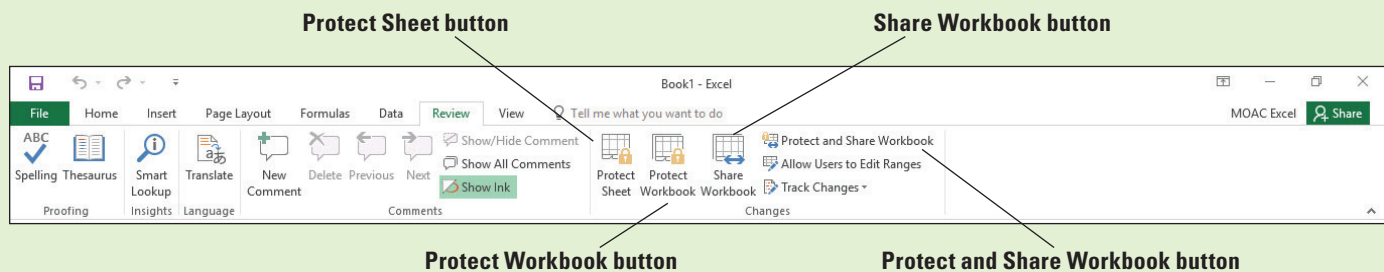 Protect Sheet button
Share Workbook button
Book1 - Excel
File Home Insert Page Layout Formulas Data Review View Tell me what you want to do MOAC Excel Share
ABC
Spelling Thesaurus Smart Lookup Translate New Comment Delete Previous Next Show/Hide Comment
Show All Comments
Show Ink
Protect Sheet Protect Workbook Share Workbook Protect and Share Workbook
Allow Users to Edit Ranges
Track Changes
Proofing Insights Language Comments Changes
Protect Workbook button
Protect and Share Workbook button